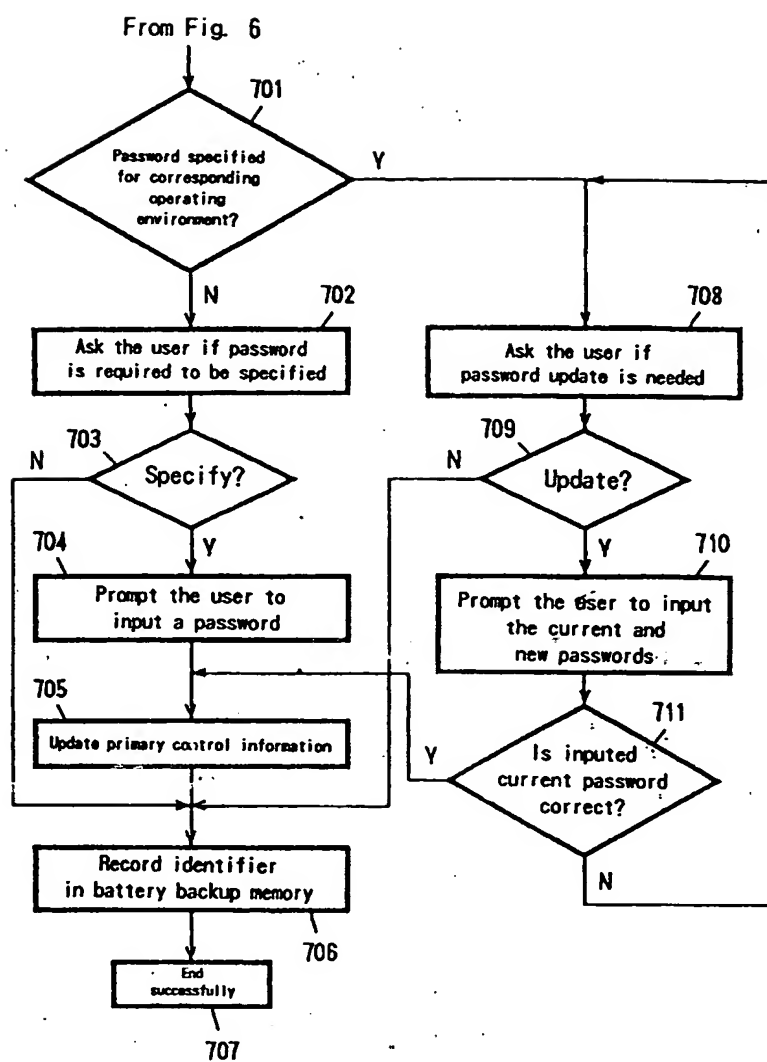 From Fig. 6
701
Password specified
for corresponding
operating
environment?
Y
N
702
Ask the user if password
is required to be specified
708
Ask the user if
password update is needed
703
N
Specify?
Y
709
N
Update?
Y
704
Prompt the user to
input a password
710
Prompt the user to input
the current and
new passwords
705
Update primary control information
711
Y
Is inputed
current password
correct?
N
Record identifier
in battery backup memory
706
End
successfully
707